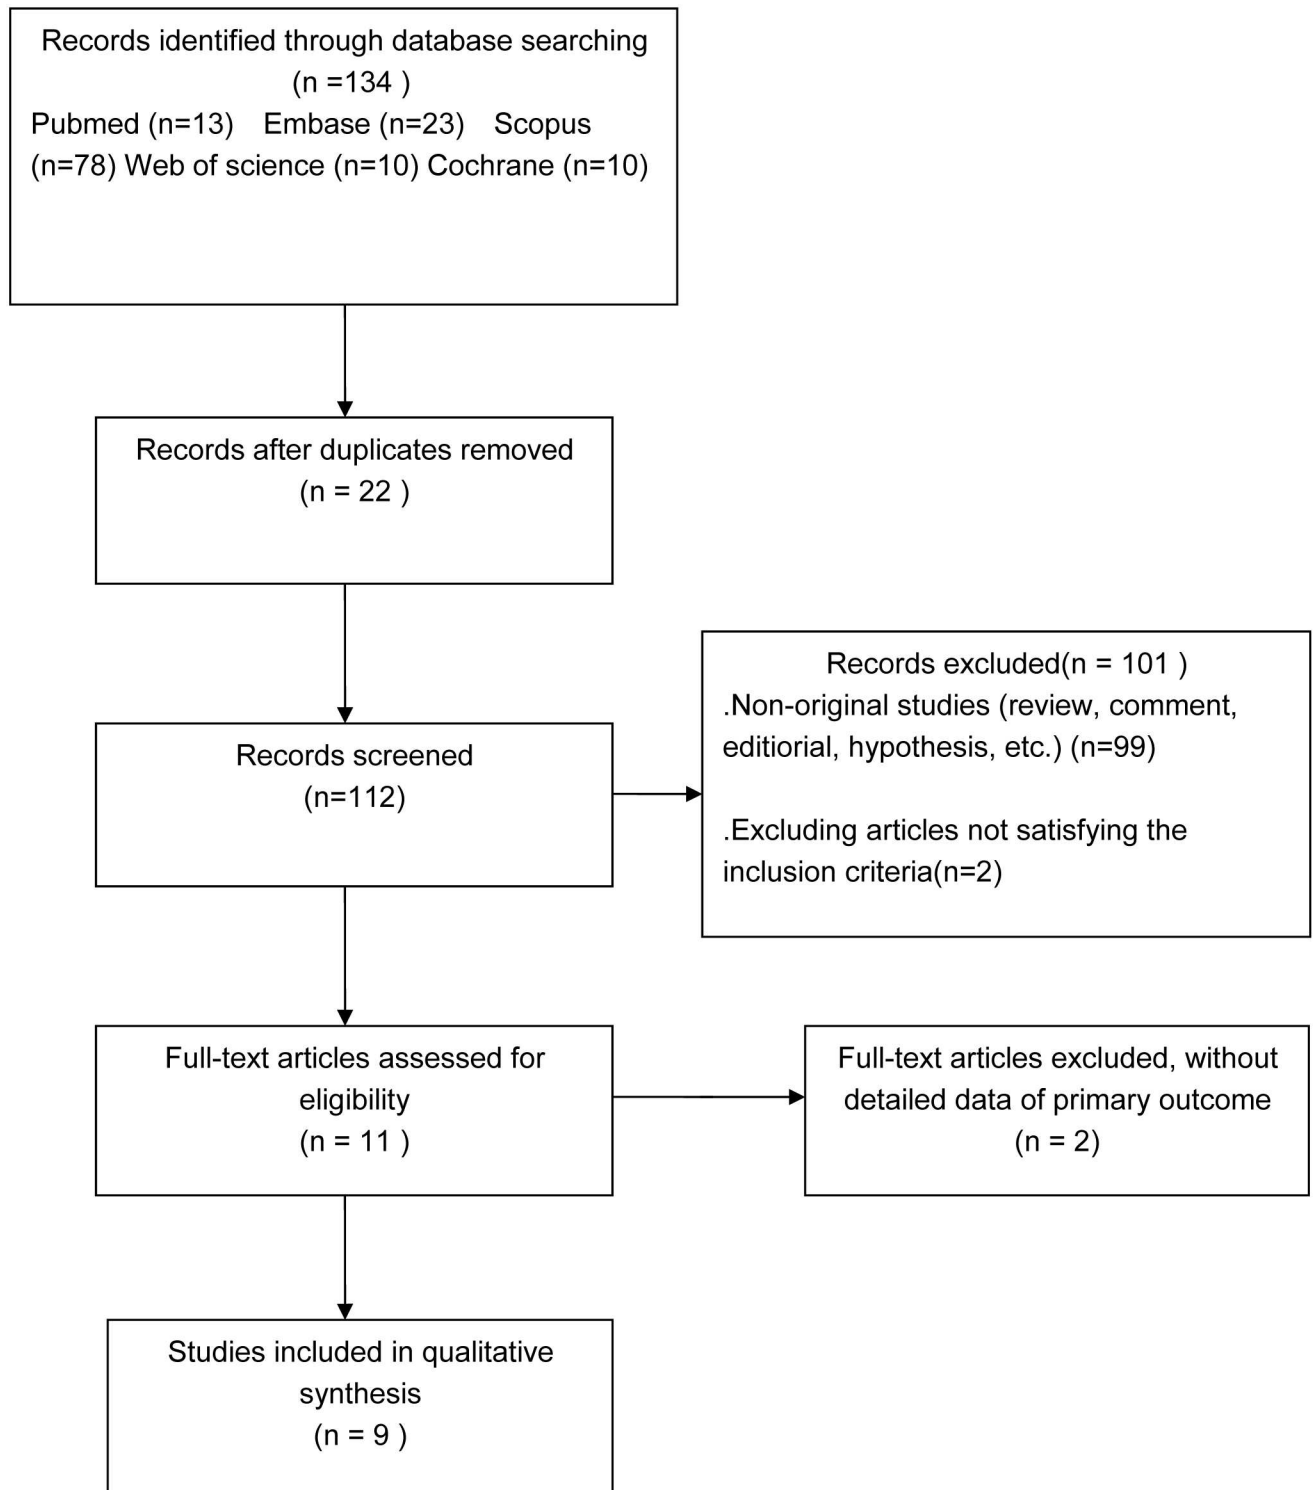 Records identified through database searching
(n =134 )
Pubmed (n=13) Embase (n=23) Scopus
(n=78) Web of science (n=10) Cochrane (n=10)
Records after duplicates removed
(n = 22 )
Records screened
(n=112)
Records excluded(n = 101 )
.Non-original studies (review, comment,
editiorial, hypothesis, etc.) (n=99)
.Excluding articles not satisfying the
inclusion criteria(n=2)
Full-text articles assessed for
eligibility
(n = 11 )
Full-text articles excluded, without
detailed data of primary outcome
(n = 2)
Studies included in qualitative
synthesis
(n = 9 )